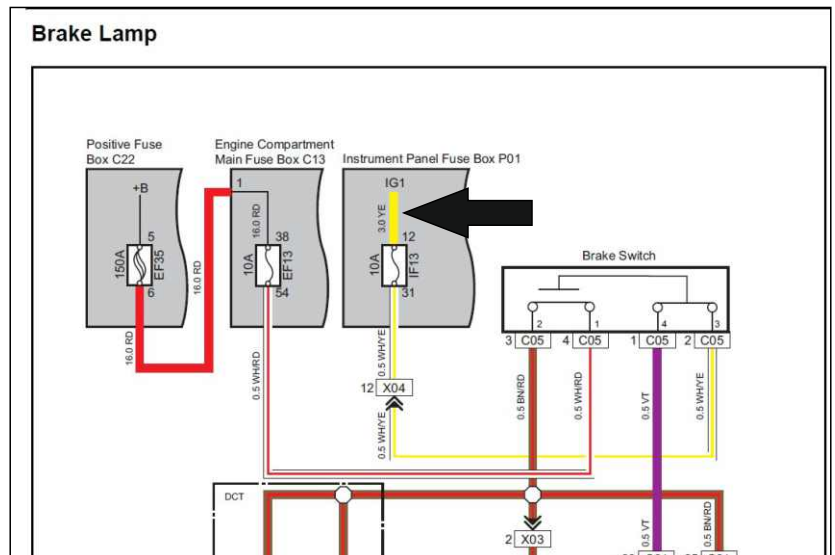 Brake Lamp
Positive Fuse
Box C22
Engine Compartment
Main Fuse Box C13
Instrument Panel Fuse Box P01
+B
1
IG1
16.0 RD
3.0 YE
5
38
12
150A
EF35
10A
EF13
10A
IF13
6
54
31
16.0 RD
16.0 RD
0.5 WH/RD
0.5 WH/YE
12 X04
0.5 WH/YE
Brake Switch
2
1
4
3
3 C05
4 C05
1 C05
2 C05
0.5 BN/RD
0.5 WH/RD
0.5 VT
0.5 WH/YE
DCT
2 X03
0.5 VT
0.5 BN/RD